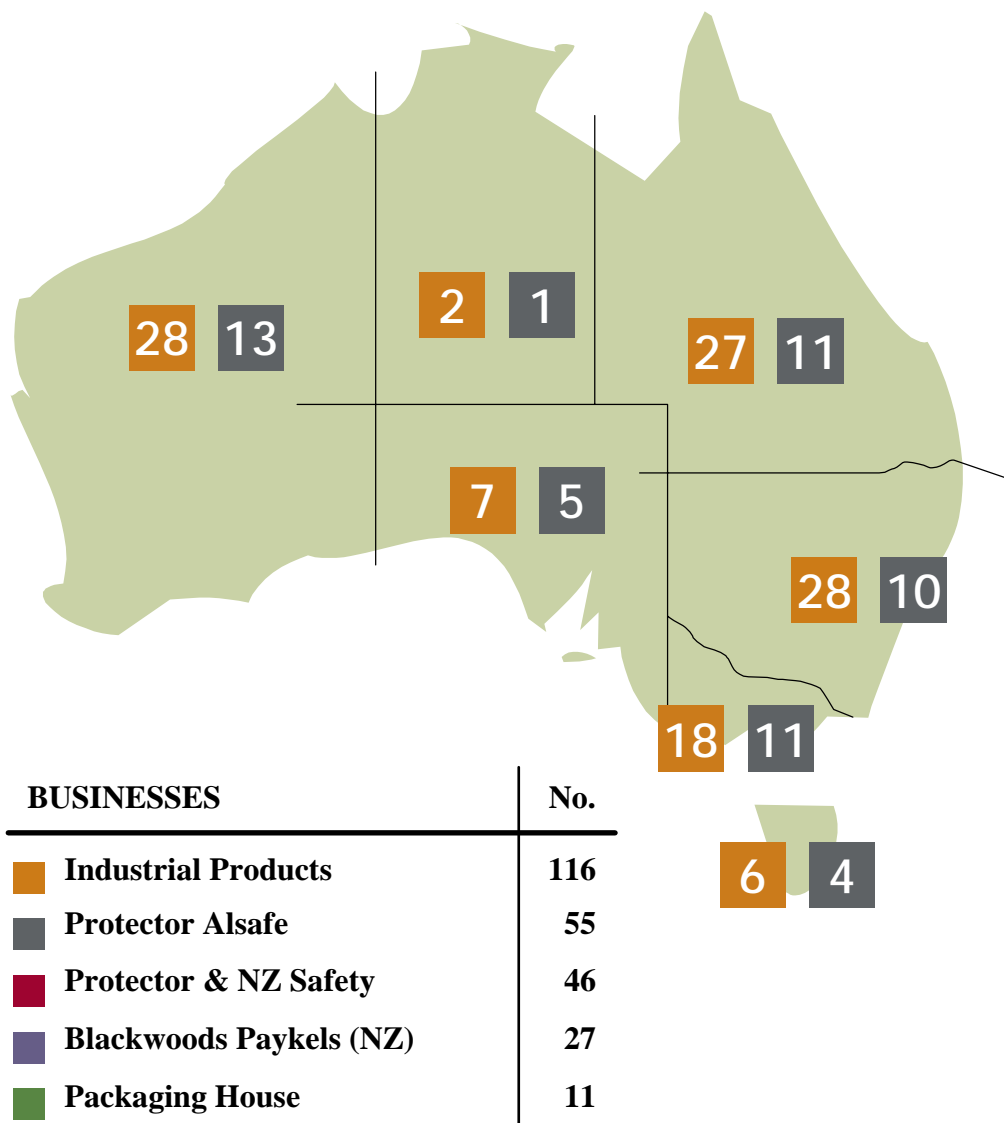 2 1
28 13
27 11
7 5
28 10
18 11
BUSINESSES No.
Industrial Products 116
6 4
Protector Alsafe 55
Protector & NZ Safety 46
Blackwoods Paykels (NZ) 27
Packaging House 11